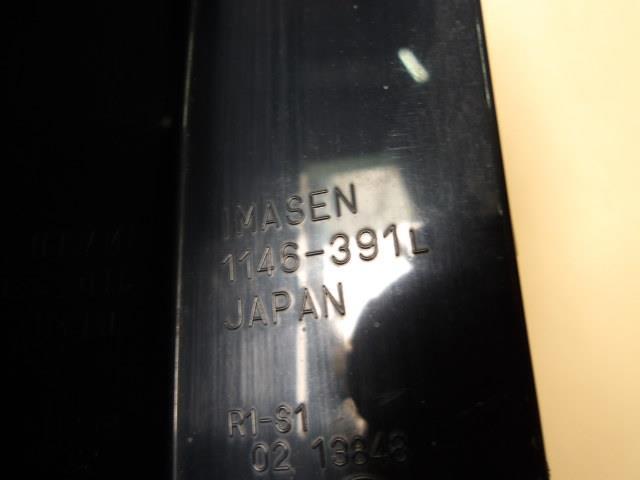 IMASEN
1146-391L
JAPAN
R1-S1
02 13848